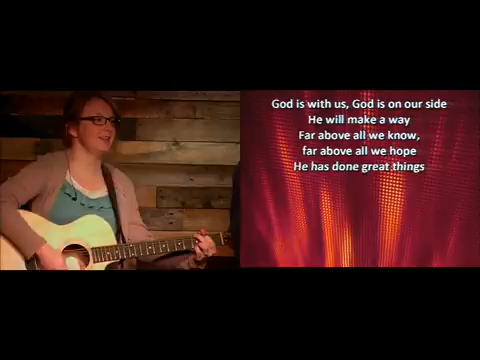 God is with us, God is on our side
He will make a way
Far above all we know,
far above all we hope
He has done great things